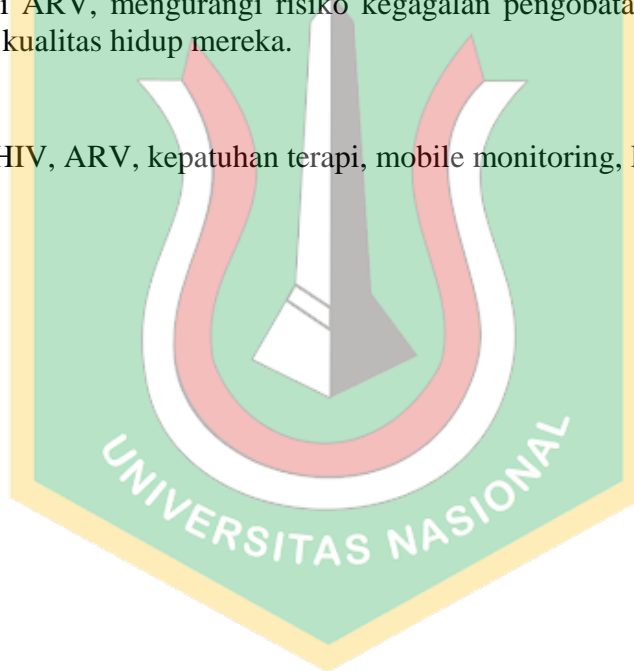 i ARV, mengurangi risiko kegagalan pengobata
kualitas hidup mereka.
HIV, ARV, kepatuhan terapi, mobile monitoring,
UNIVERSITAS NASIONAL